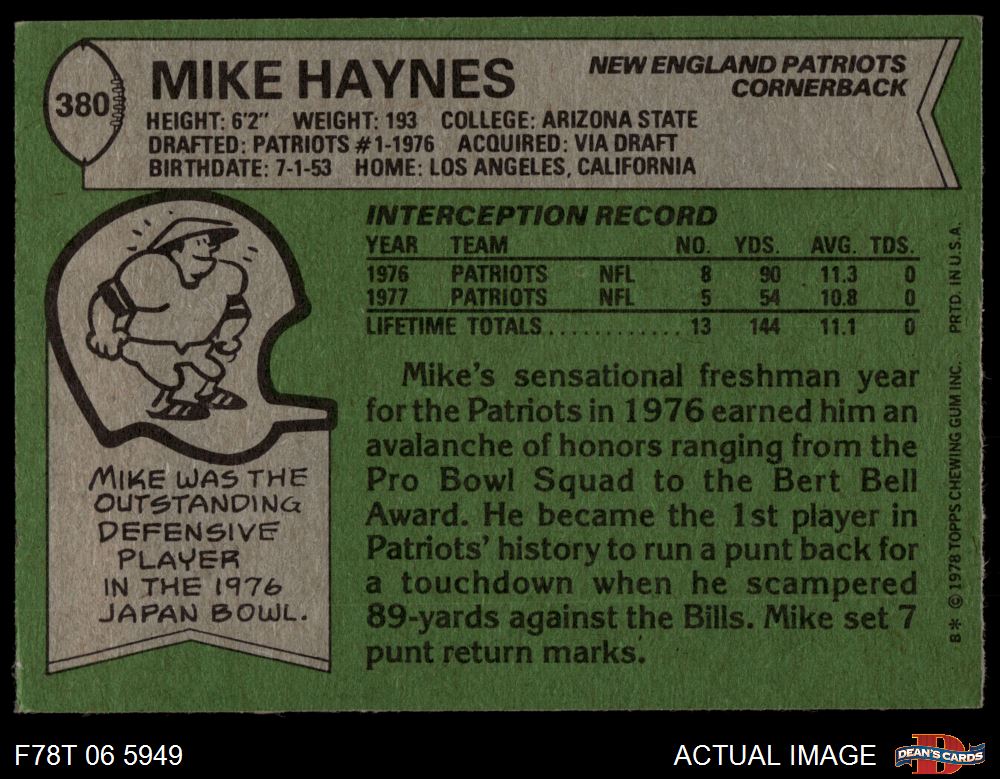 380
MIKE HAYNES
NEW ENGLAND PATRIOTS
CORNERBACK
HEIGHT: 6'2" WEIGHT: 193 COLLEGE: ARIZONA STATE
DRAFTED: PATRIOTS #1-1976 ACQUIRED: VIA DRAFT
BIRTHDATE: 7-1-53 HOME: LOS ANGELES, CALIFORNIA
INTERCEPTION RECORD
YEAR TEAM NO. YDS. AVG. TDS.
1976 PATRIOTS NFL 8 90 11.3 0
1977 PATRIOTS NFL 5 54 10.8 0
LIFETIME TOTALS............ 13 144 11.1 0
Mike's sensational freshman year
for the Patriots in 1976 earned him an
avalanche of honors ranging from the
Pro Bowl Squad to the Bert Bell
Award. He became the 1st player in
Patriots' history to run a punt back for
a touchdown when he scampered
89-yards against the Bills. Mike set 7
punt return marks.
MIKE WAS THE
OUTSTANDING
DEFENSIVE
PLAYER
IN THE 1976
JAPAN BOWL.
B* © 1978 TOPPS CHEWING GUM INC. PRTD. IN U.S.A.
F78T 06 5949
ACTUAL IMAGE
D
DEAN'S CARDS